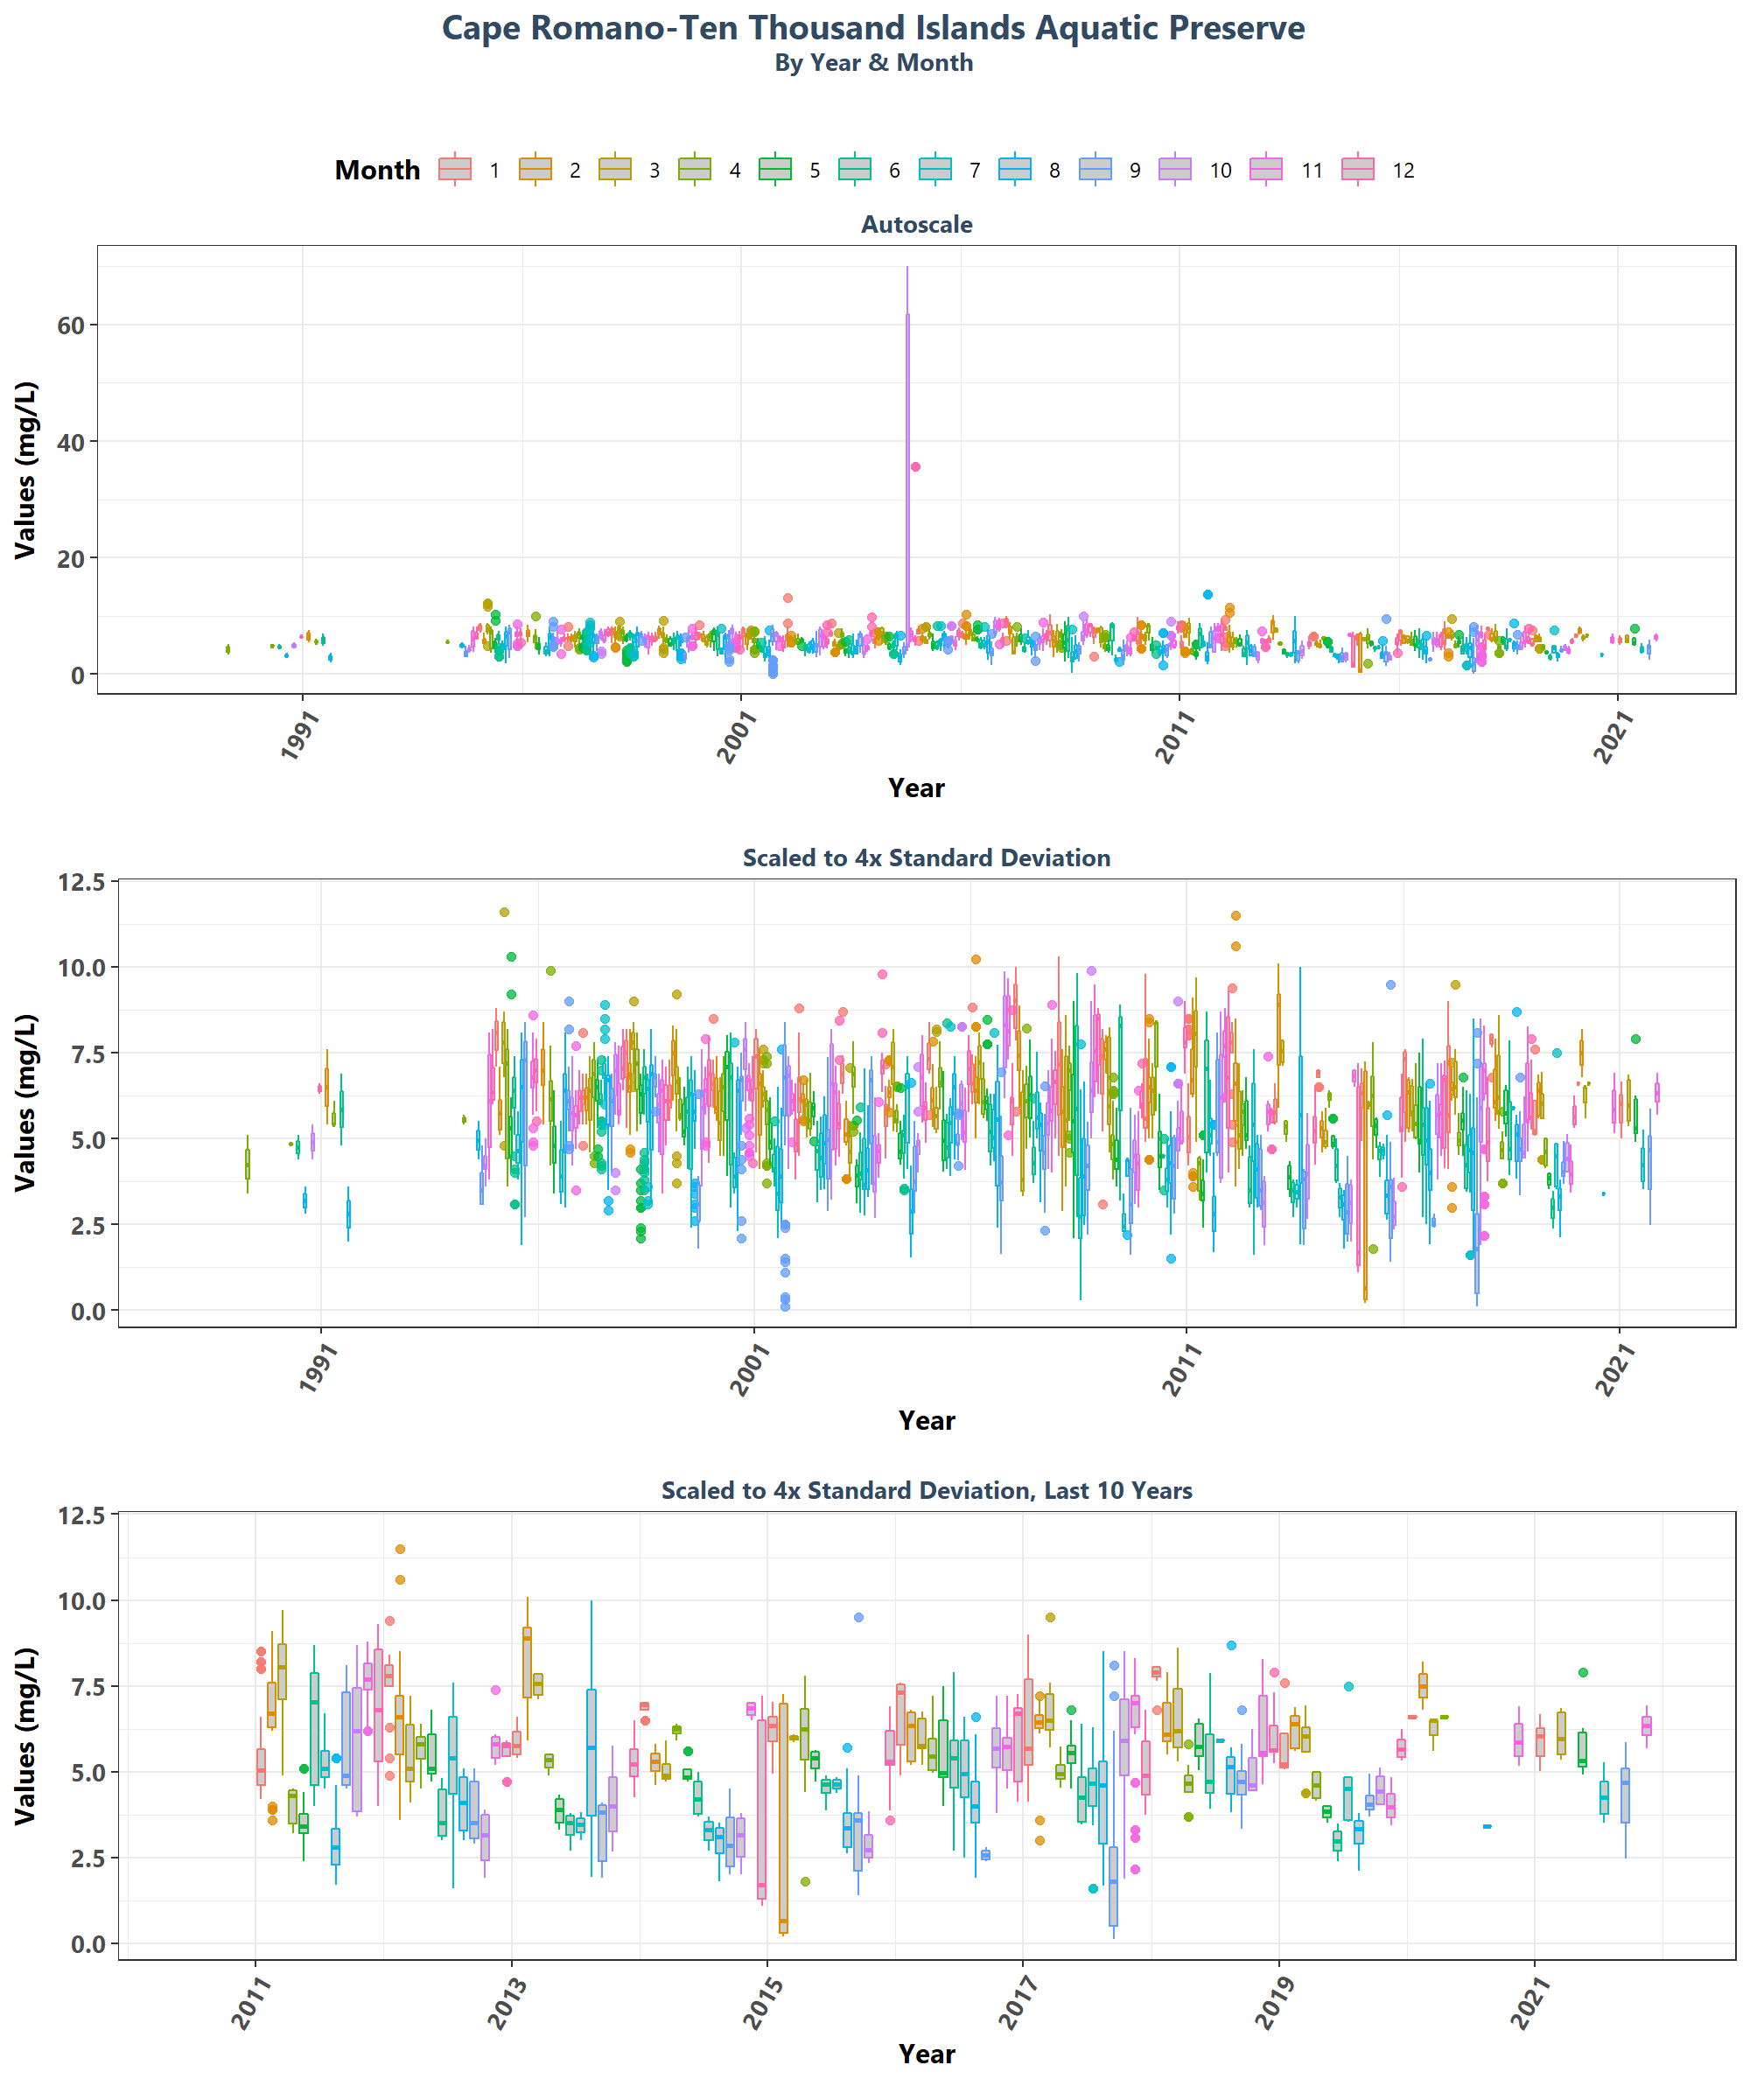 Cape Romano-Ten Thousand Islands Aquatic Preserve
By Year & Month
Month 1 2 3 4 5 6 7 8 9 10 11 12
Autoscale
60
40
20
0
Values (mg/L)
1991 2001 2011 2021
Year
Scaled to 4x Standard Deviation
12.5
10.0
7.5
5.0
2.5
0.0
Values (mg/L)
1991 2001 2011 2021
Year
Scaled to 4x Standard Deviation, Last 10 Years
12.5
10.0
7.5
5.0
2.5
0.0
Values (mg/L)
2011 2013 2015 2017 2019 2021
Year